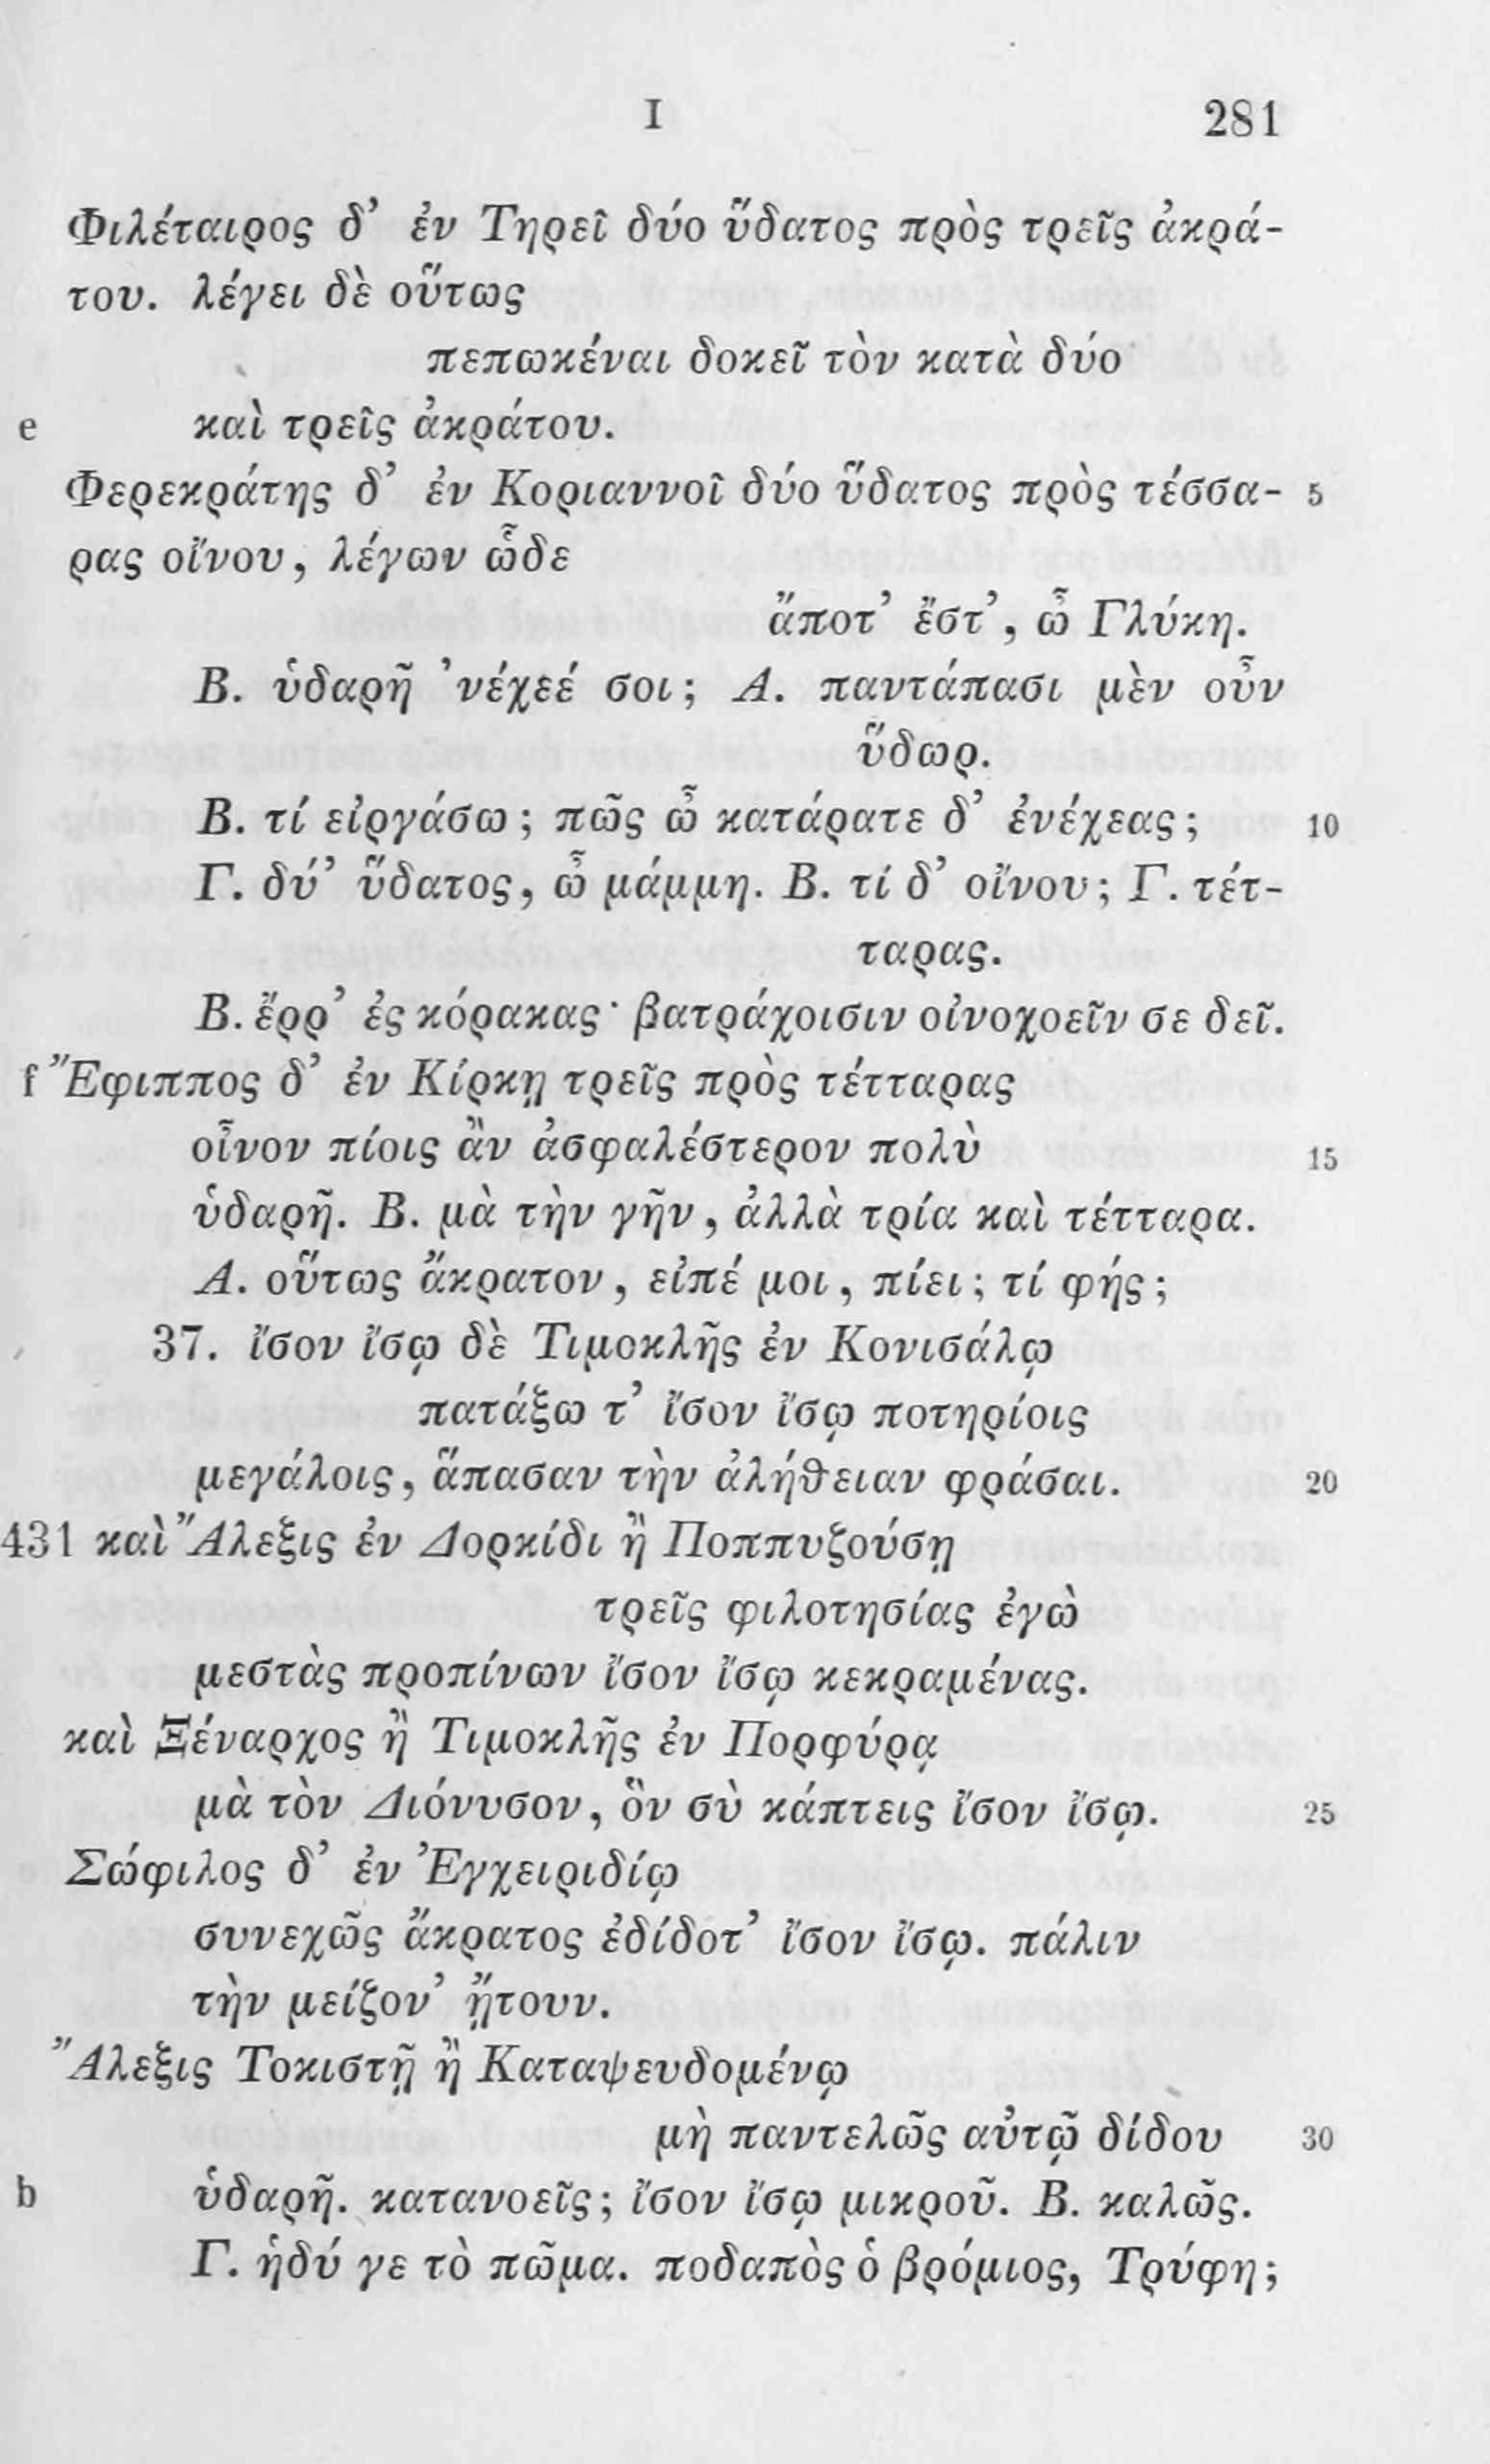 I 281
Φιλέταιρος δ’ ἐν Τηρεῖ δύο ὕδατος πρὸς τρεῖς ἀκρά-
του. λέγει δὲ οὕτως
πεπωκέναι δοκεῖ τὸν κατὰ δύο
e καὶ τρεῖς ἀκράτου.
Φερεκράτης δ’ ἐν Κοριαννοῖ δύο ὕδατος πρὸς τέσσα- 5
ρας οἴνου, λέγων ὧδε
ἄποτ’ ἔστ’, ὦ Γλύκη.
Β. ὑδαρῆ ’νέχεέ σοι; Α. παντάπασι μὲν οὖν
ὕδωρ.
Β. τί εἰργάσω; πῶς ὦ κατάρατε δ’ ἐνέχεας; 10
Γ. δύ’ ὕδατος, ὦ μάμμη. Β. τί δ’ οἴνου; Γ. τέτ-
ταρας.
Β. ἔρρ’ ἐς κόρακας· βατράχοισιν οἰνοχοεῖν σε δεῖ.
f Ἔφιππος δ’ ἐν Κίρκῃ τρεῖς πρὸς τέτταρας
οἶνον πίοις ἂν ἀσφαλέστερον πολὺ 15
ὑδαρῆ. Β. μὰ τὴν γῆν, ἀλλὰ τρία καὶ τέτταρα.
Α. οὕτως ἄκρατον, εἰπέ μοι, πίει; τί φής;
37. ἴσον ἴσῳ δὲ Τιμοκλῆς ἐν Κονισάλῳ
πατάξω τ’ ἴσον ἴσῳ ποτηρίοις
μεγάλοις, ἅπασαν τὴν ἀλήθειαν φράσαι. 20
431 καὶ Ἄλεξις ἐν Δορκίδι ἢ Ποππυζούσῃ
τρεῖς φιλοτησίας ἐγὼ
μεστὰς προπίνων ἴσον ἴσῳ κεκραμένας.
καὶ Ξέναρχος ἢ Τιμοκλῆς ἐν Πορφύρᾳ
μὰ τὸν Διόνυσον, ὃν σὺ κάπτεις ἴσον ἴσῳ. 25
Σώφιλος δ’ ἐν Ἐγχειριδίῳ
συνεχῶς ἄκρατος ἐδίδοτ’ ἴσον ἴσῳ. πάλιν
τὴν μείζον’ ᾔτουν.
Ἄλεξις Τοκιστῇ ἢ Καταψευδομένῳ
μὴ παντελῶς αὐτῷ δίδου 30
b ὑδαρῆ. κατανοεῖς; ἴσον ἴσῳ μικροῦ. Β. καλῶς.
Γ. ἡδύ γε τὸ πῶμα. ποδαπὸς ὁ βρόμιος, Τρύφη;